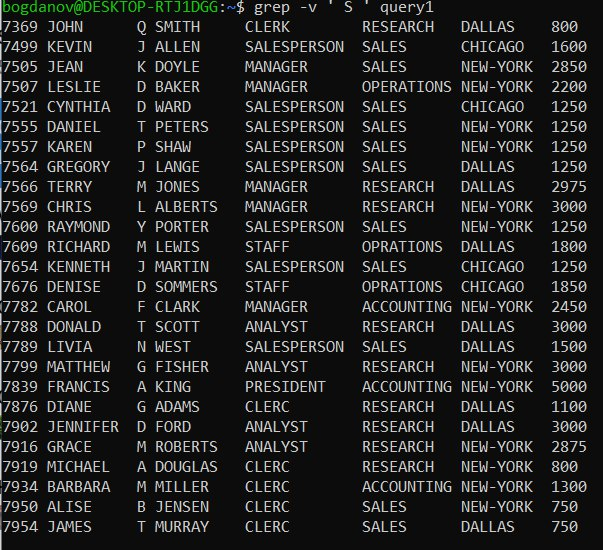 bogdanov@DESKTOP-RTJ1DGG:~$ grep -v ' S ' query1
7369 JOHN Q SMITH CLERK RESEARCH DALLAS 800
7499 KEVIN J ALLEN SALESPERSON SALES CHICAGO 1600
7505 JEAN K DOYLE MANAGER SALES NEW-YORK 2850
7507 LESLIE D BAKER MANAGER OPERATIONS NEW-YORK 2200
7521 CYNTHIA D WARD SALESPERSON SALES CHICAGO 1250
7555 DANIEL T PETERS SALESPERSON SALES NEW-YORK 1250
7557 KAREN P SHAW SALESPERSON SALES NEW-YORK 1250
7564 GREGORY J LANGE SALESPERSON SALES DALLAS 1250
7566 TERRY M JONES MANAGER RESEARCH DALLAS 2975
7569 CHRIS L ALBERTS MANAGER RESEARCH NEW-YORK 3000
7600 RAYMOND Y PORTER SALESPERSON SALES NEW-YORK 1250
7609 RICHARD M LEWIS STAFF OPRATIONS DALLAS 1800
7654 KENNETH J MARTIN SALESPERSON SALES CHICAGO 1250
7676 DENISE D SOMMERS STAFF OPRATIONS CHICAGO 1850
7782 CAROL F CLARK MANAGER ACCOUNTING NEW-YORK 2450
7788 DONALD T SCOTT ANALYST RESEARCH DALLAS 3000
7789 LIVIA N WEST SALESPERSON SALES DALLAS 1500
7799 MATTHEW G FISHER ANALYST RESEARCH NEW-YORK 3000
7839 FRANCIS A KING PRESIDENT ACCOUNTING NEW-YORK 5000
7876 DIANE G ADAMS CLERC RESEARCH DALLAS 1100
7902 JENNIFER D FORD ANALYST RESEARCH DALLAS 3000
7916 GRACE M ROBERTS ANALYST RESEARCH NEW-YORK 2875
7919 MICHAEL A DOUGLAS CLERC RESEARCH NEW-YORK 800
7934 BARBARA M MILLER CLERC ACCOUNTING NEW-YORK 1300
7950 ALISE B JENSEN CLERC SALES NEW-YORK 750
7954 JAMES T MURRAY CLERC SALES DALLAS 750